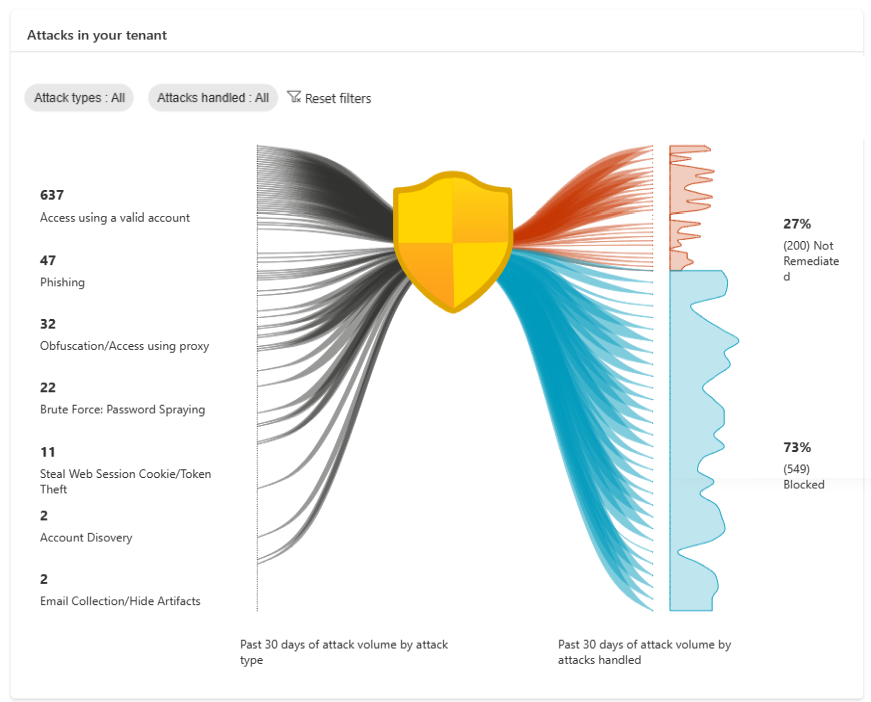 Attacks in your tenant
Attack types : All
Attacks handled : All
Reset filters
637
Access using a valid account
47
Phishing
32
Obfuscation/Access using proxy
22
Brute Force: Password Spraying
11
Steal Web Session Cookie/Token
Theft
2
Account Disovery
2
Email Collection/Hide Artifacts
27%
(200) Not
Remediate
d
73%
(549)
Blocked
Past 30 days of attack volume by attack
type
Past 30 days of attack volume by
attacks handled